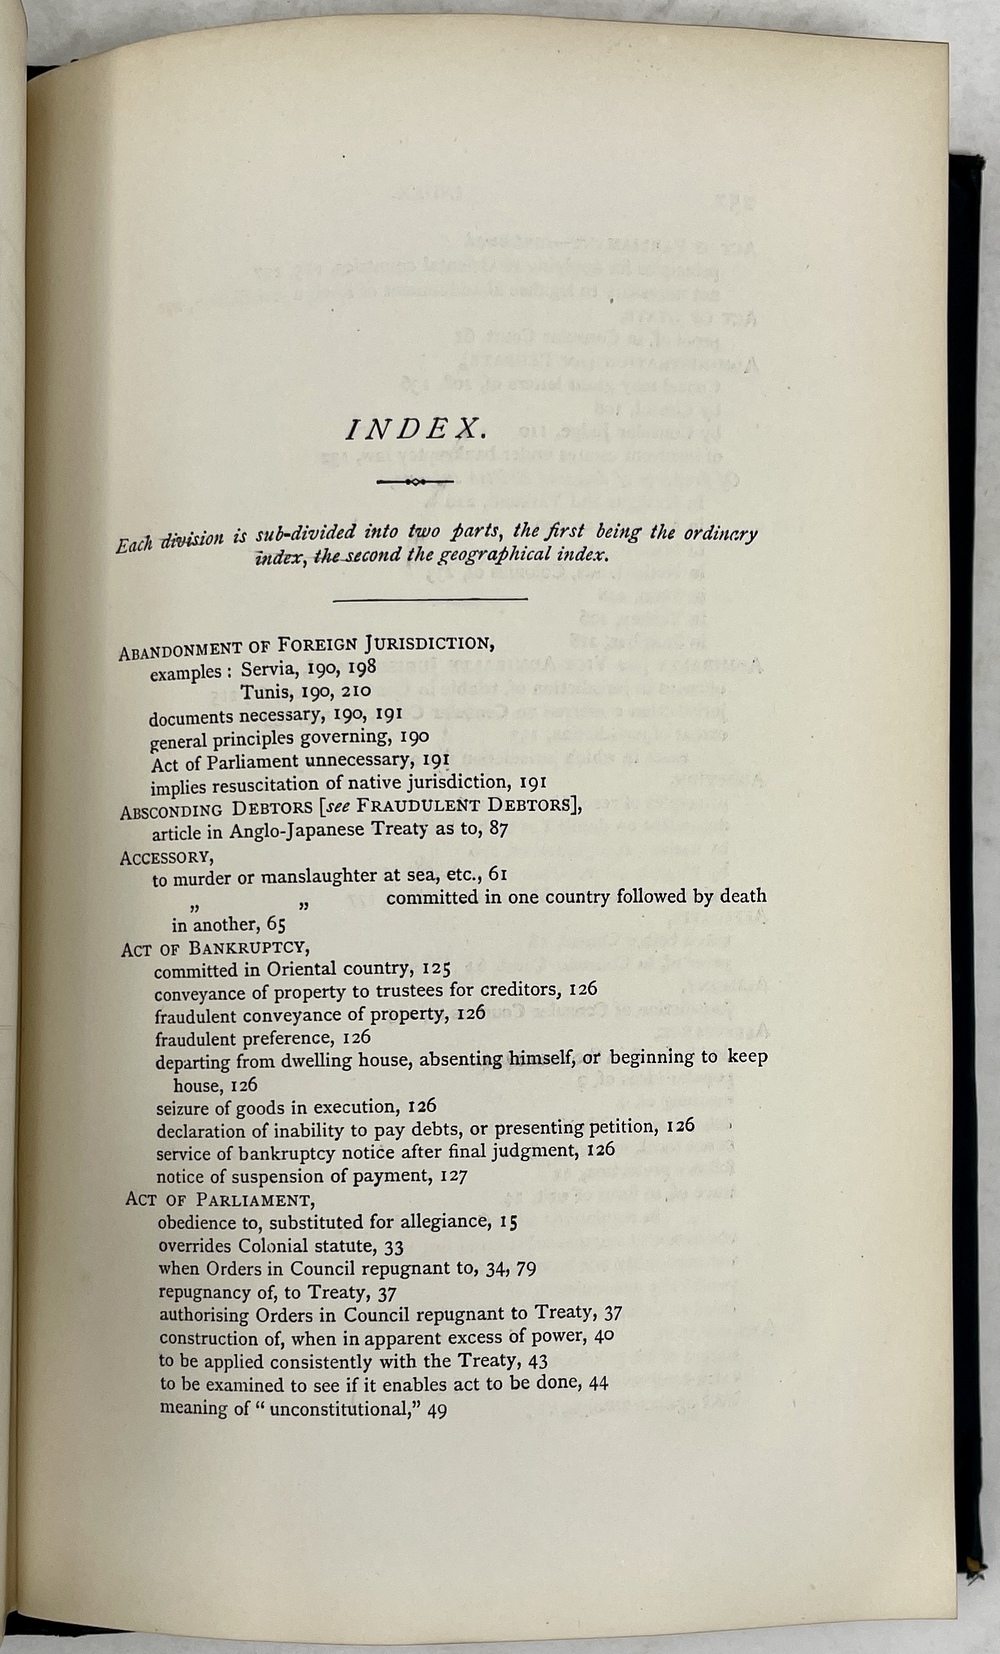 INDEX.
Each division is sub-divided into two parts, the first being the ordinary
index, the second the geographical index.
ABANDONMENT OF FOREIGN JURISDICTION,
examples : Servia, 190, 198
Tunis, 190, 210
documents necessary, 190, 191
general principles governing, 190
Act of Parliament unnecessary, 191
implies resuscitation of native jurisdiction, 191
ABSCONDING DEBTORS [see FRAUDULENT DEBTORS],
article in Anglo-Japanese Treaty as to, 87
ACCESSORY,
to murder or manslaughter at sea, etc., 61
„ „ committed in one country followed by death
in another, 65
ACT OF BANKRUPTCY,
committed in Oriental country, 125
conveyance of property to trustees for creditors, 126
fraudulent conveyance of property, 126
fraudulent preference, 126
departing from dwelling house, absenting himself, or beginning to keep
house, 126
seizure of goods in execution, 126
declaration of inability to pay debts, or presenting petition, 126
service of bankruptcy notice after final judgment, 126
notice of suspension of payment, 127
ACT OF PARLIAMENT,
obedience to, substituted for allegiance, 15
overrides Colonial statute, 33
when Orders in Council repugnant to, 34, 79
repugnancy of, to Treaty, 37
authorising Orders in Council repugnant to Treaty, 37
construction of, when in apparent excess of power, 40
to be applied consistently with the Treaty, 43
to be examined to see if it enables act to be done, 44
meaning of “ unconstitutional,” 49